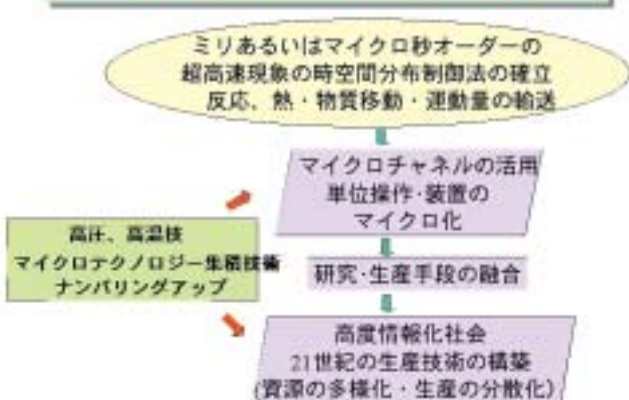 ミリあるいはマイクロ秒オーダーの
超高速現象の時空間分布制御法の確立
反応、熱・物質移動・運動量の輸送
マイクロチャネルの活用
単位操作・装置の
マイクロ化
高圧、高温技
マイクロテクノロジー集積技術
ナンバリングアップ
研究・生産手段の融合
高度情報化社会
21世紀の生産技術の構築
(資源の多様化・生産の分散化)